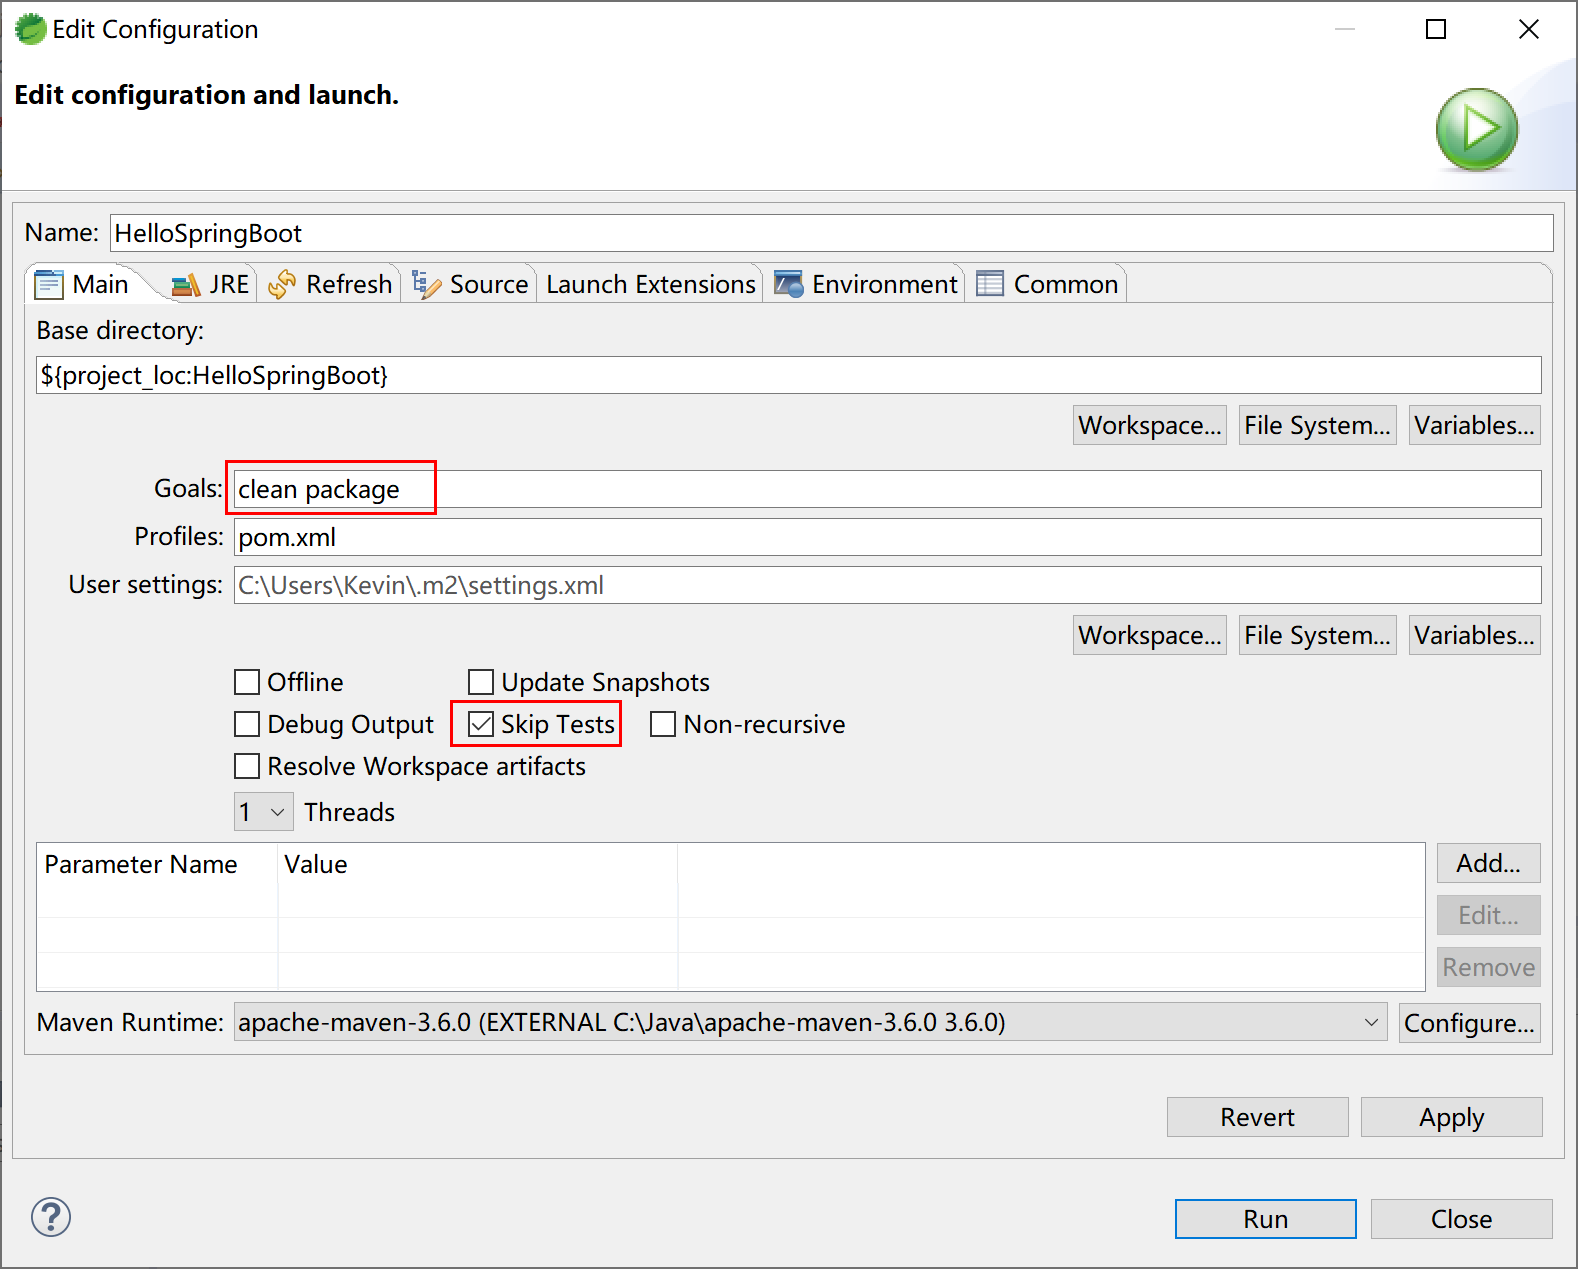 Edit Configuration
Edit configuration and launch.
Name: HelloSpringBoot
Main JRE Refresh Source Launch Extensions Environment Common
Base directory:
${project_loc:HelloSpringBoot}
Workspace... File System... Variables...
Goals: clean package
Profiles: pom.xml
User settings: C:\Users\Kevin\.m2\settings.xml
Workspace... File System... Variables...
Offline Update Snapshots
Debug Output Skip Tests Non-recursive
Resolve Workspace artifacts
1 Threads
Parameter Name Value Add...
Edit...
Remove
Maven Runtime: apache-maven-3.6.0 (EXTERNAL C:\Java\apache-maven-3.6.0 3.6.0) Configure...
Revert Apply
? Run Close